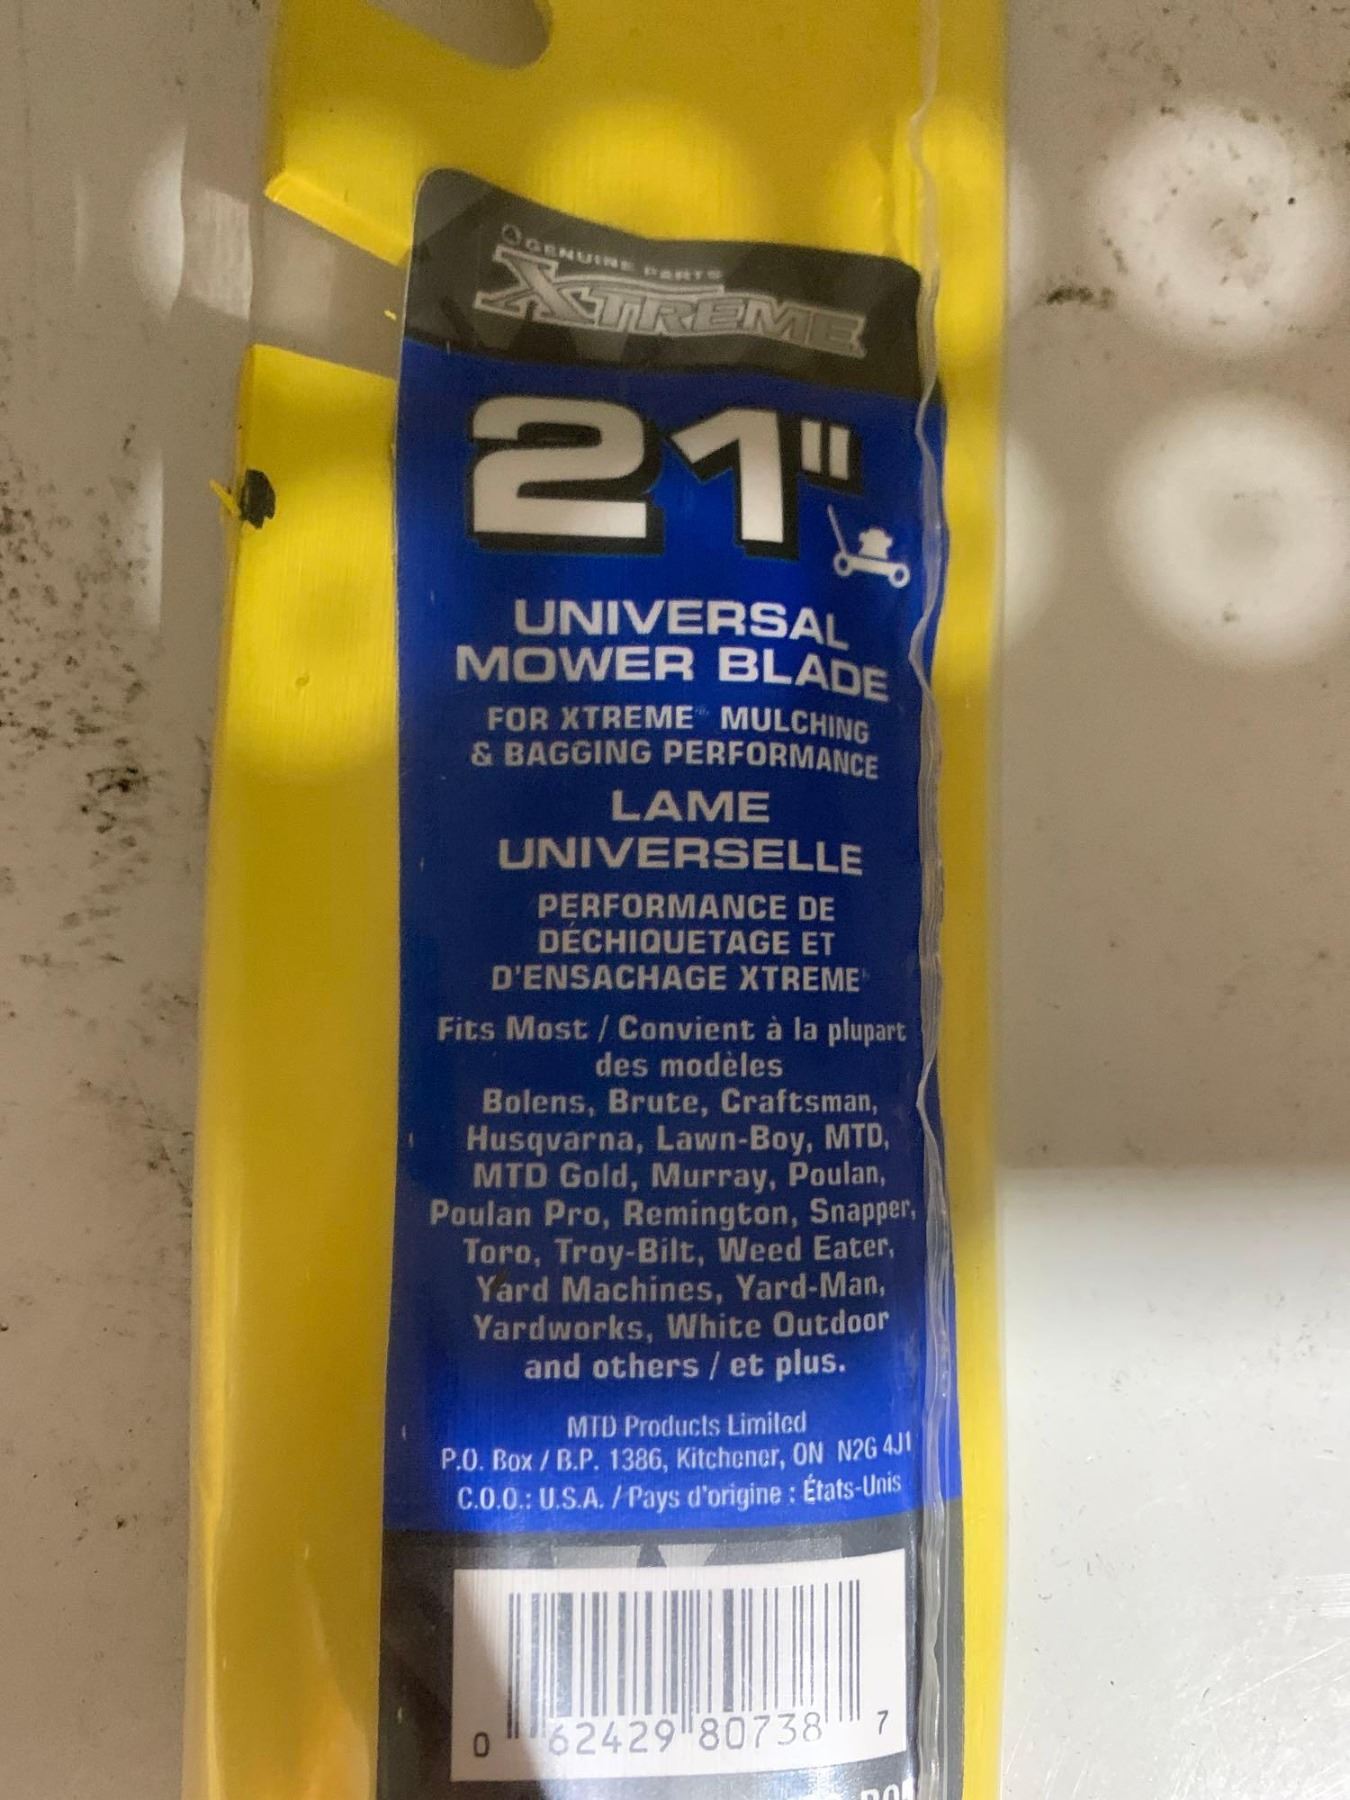 GENUINE PARTS
XTREME
21"
UNIVERSAL
MOWER BLADE
FOR XTREME™ MULCHING
& BAGGING PERFORMANCE
LAME
UNIVERSELLE
PERFORMANCE DE
DÉCHIQUETAGE ET
D'ENSACHAGE XTREME
Fits Most / Convient à la plupart
des modèles
Bolens, Brute, Craftsman,
Husqvarna, Lawn-Boy, MTD,
MTD Gold, Murray, Poulan,
Poulan Pro, Remington, Snapper,
Toro, Troy-Bilt, Weed Eater,
Yard Machines, Yard-Man,
Yardworks, White Outdoor
and others / et plus.
MTD Products Limited
P.O. Box / B.P. 1386, Kitchener, ON N2G 4J1
C.O.O.: U.S.A. / Pays d'origine : États-Unis
0 62429 80738 7